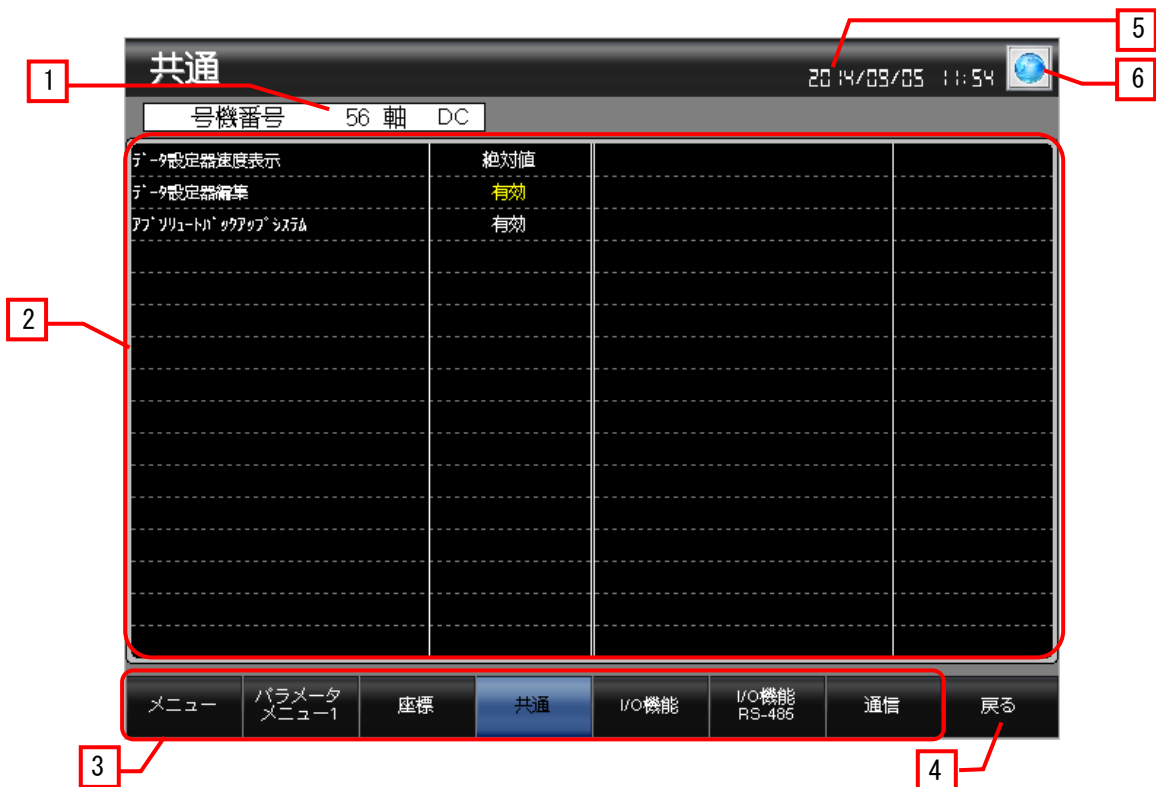 5
共通
2014/09/05 11:54
6
1
号機番号 56 軸 DC
データ設定器速度表示 絶対値
データ設定器編集 有効
アブソリュートバックアップシステム 有効
2
メニュー パラメータ 座標 共通 I/O機能 I/O機能 通信 戻る
メニュー1 RS-485
3
4